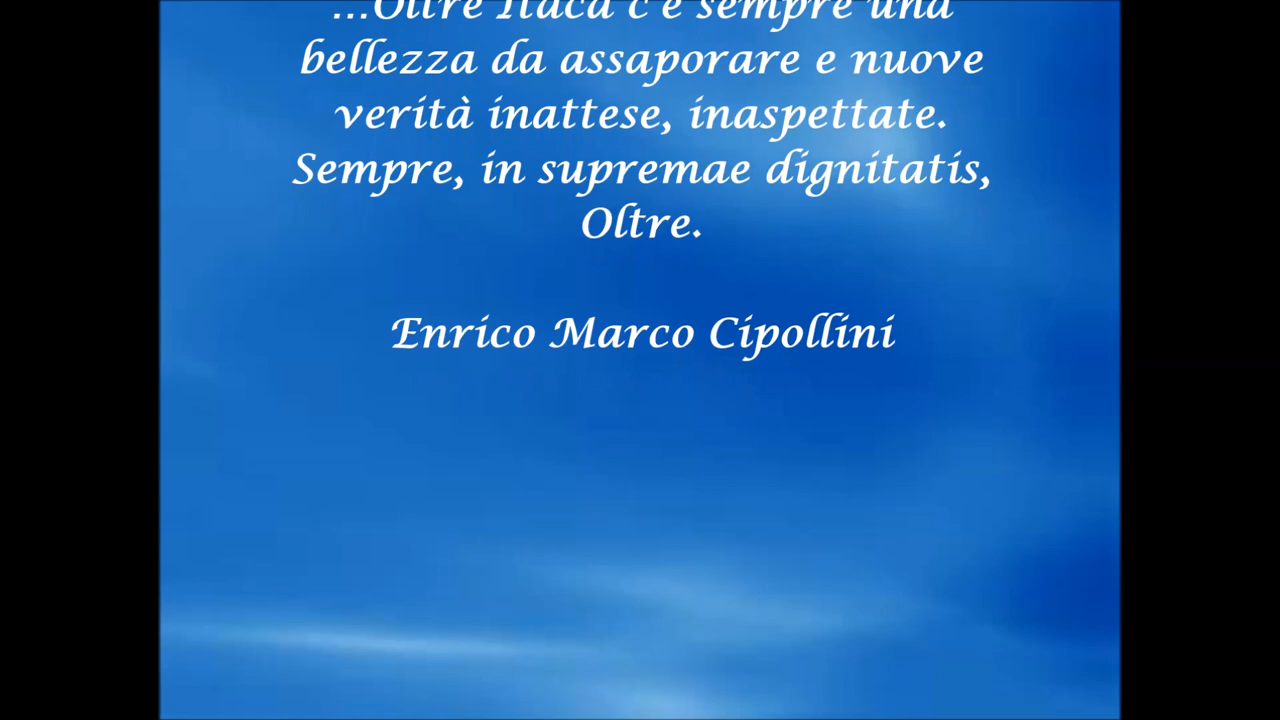 ...Oltre Itaca c'è sempre una
bellezza da assaporare e nuove
verità inattese, inaspettate.
Sempre, in supremae dignitatis,
Oltre.
Enrico Marco Cipollini